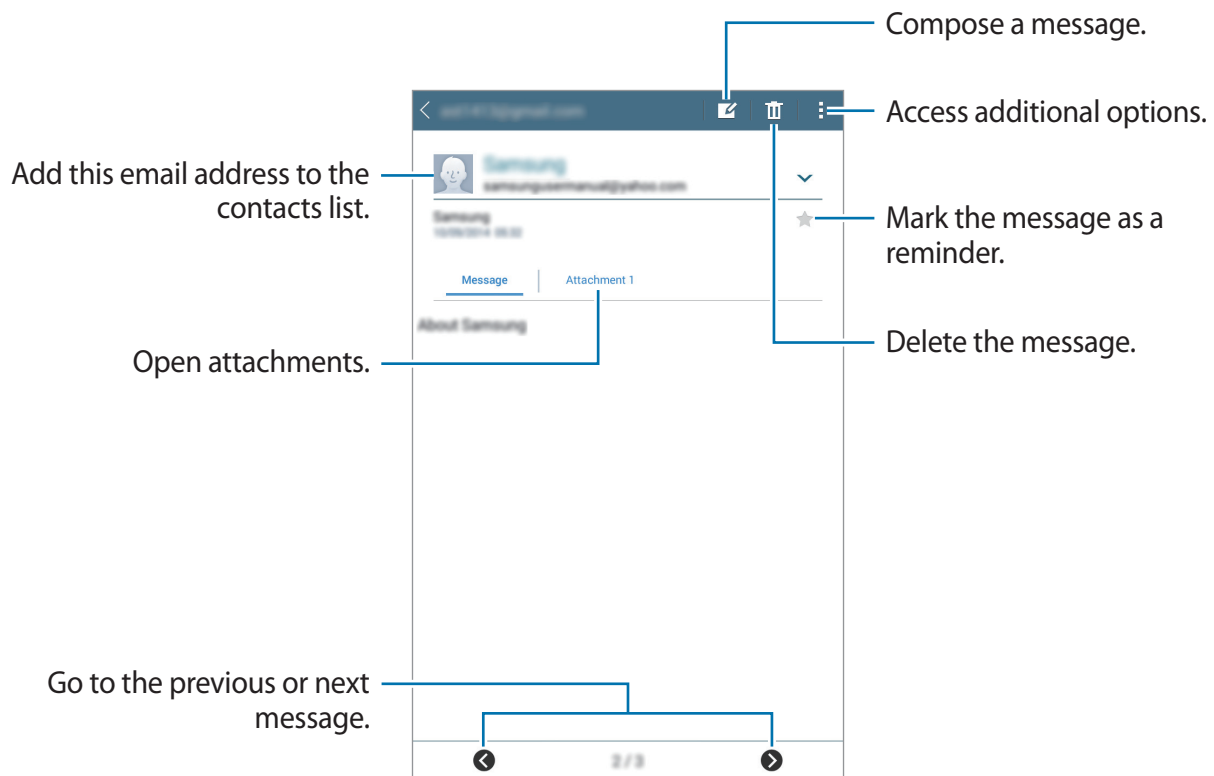 Compose a message.
Access additional options.
Add this email address to the
contacts list.
Samsung
samsungusermanual@yahoo.com
Samsung
Mark the message as a
reminder.
Message
Attachment 1
About Samsung
Open attachments.
Delete the message.
Go to the previous or next
message.
2 / 3